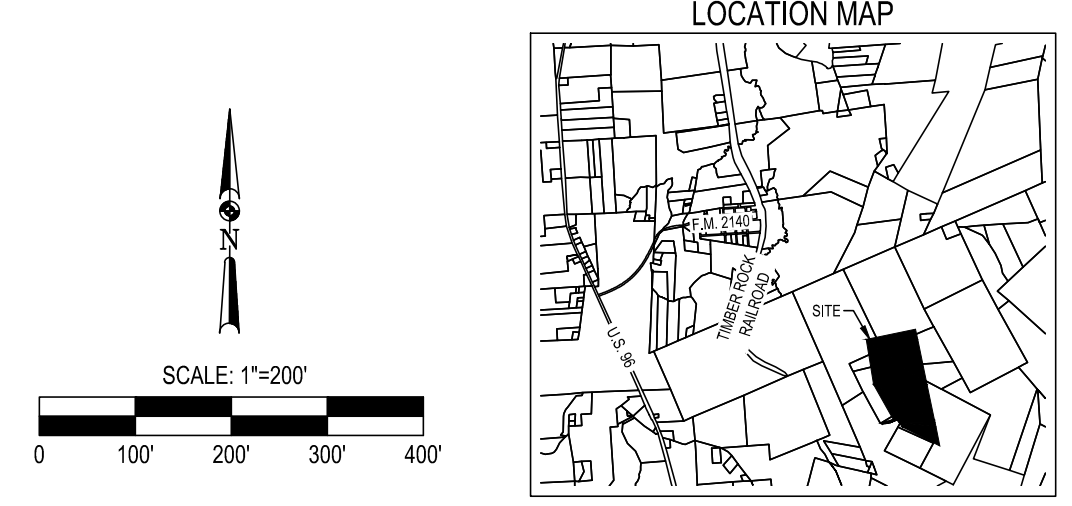 LOCATION MAP
N
SCALE: 1"=200'
0 100' 200' 300' 400'
F.M. 2140
TIMBER ROCK
RAILROAD
SITE
U.S. 96